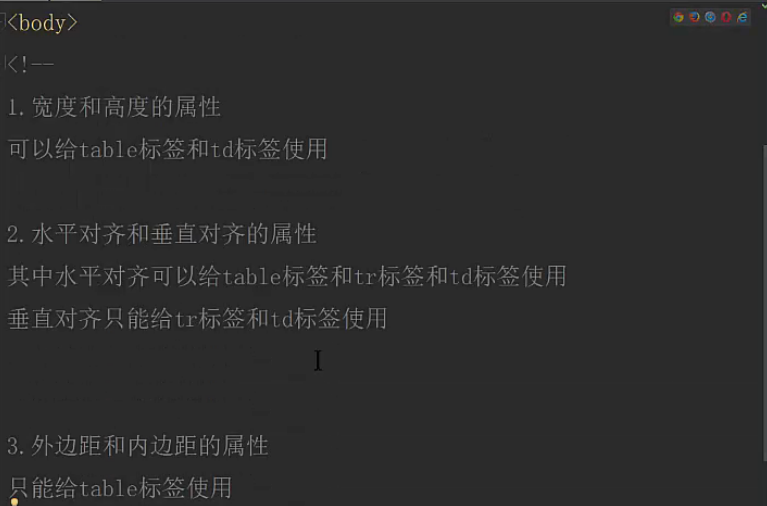 <body>
<!--
1.宽度和高度的属性
可以给table标签和td标签使用
2.水平对齐和垂直对齐的属性
其中水平对齐可以给table标签和tr标签和td标签使用
垂直对齐只能给tr标签和td标签使用
3.外边距和内边距的属性
只能给table标签使用